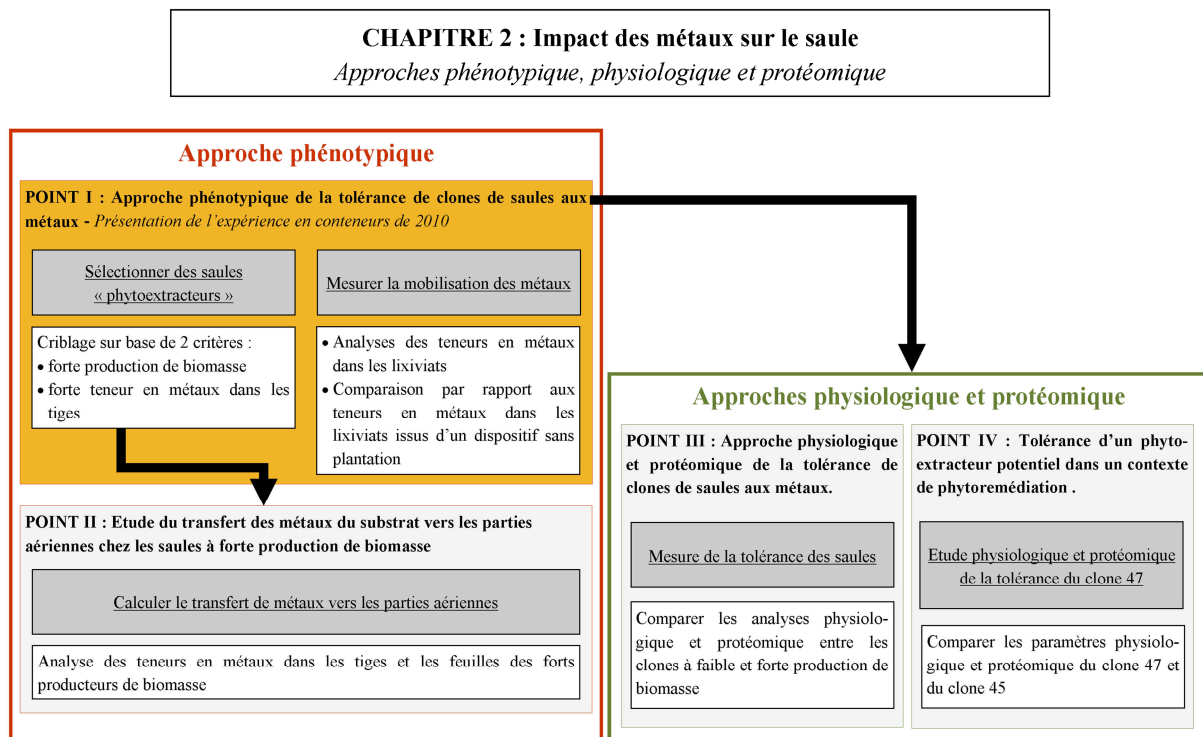 CHAPITRE 2 : Impact des métaux sur le saule
Approches phénotypique, physiologique et protéomique
Approche phénotypique
POINT I : Approche phénotypique de la tolérance de clones de saules aux
métaux - Présentation de l'expérience en conteneurs de 2010
Sélectionner des saules
« phytoextracteurs »
Criblage sur base de 2 critères :
• forte production de biomasse
• forte teneur en métaux dans les
tiges
Mesurer la mobilisation des métaux
• Analyses des teneurs en métaux
dans les lixiviats
• Comparaison par rapport aux
teneurs en métaux dans les
lixiviats issus d'un dispositif sans
plantation
POINT II : Etude du transfert des métaux du substrat vers les parties
aériennes chez les saules à forte production de biomasse
Calculer le transfert de métaux vers les parties aériennes
Analyse des teneurs en métaux dans les tiges et les feuilles des forts
producteurs de biomasse
Approches physiologique et protéomique
POINT III : Approche physiologique
et protéomique de la tolérance de
clones de saules aux métaux.
Mesure de la tolérance des saules
Comparer les analyses physiolo-
gique et protéomique entre les
clones à faible et forte production de
biomasse
POINT IV : Tolérance d'un phyto-
extracteur potentiel dans un contexte
de phytoremédiation .
Etude physiologique et protéomique
de la tolérance du clone 47
Comparer les paramètres physiolo-
gique et protéomique du clone 47 et
du clone 45